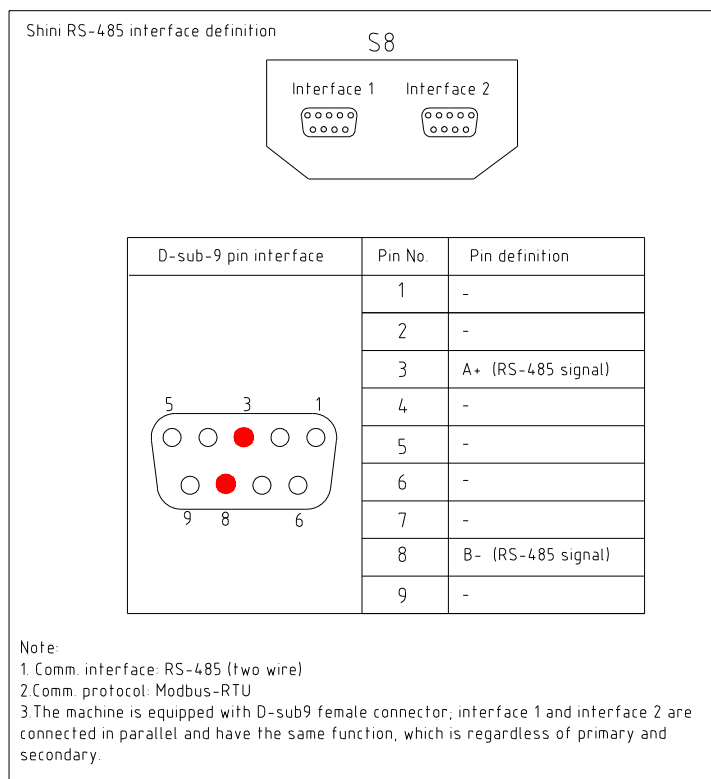 Shini RS-485 interface definition
S8
Interface 1 Interface 2
D-sub-9 pin interface Pin No. Pin definition
1 -
2 -
3 A+ (RS-485 signal)
4 -
5 -
6 -
7 -
8 B- (RS-485 signal)
9 -
5 3 1
9 8 6
Note:
1. Comm. interface: RS-485 (two wire)
2.Comm. protocol: Modbus-RTU
3.The machine is equipped with D-sub9 female connector; interface 1 and interface 2 are
connected in parallel and have the same function, which is regardless of primary and
secondary.